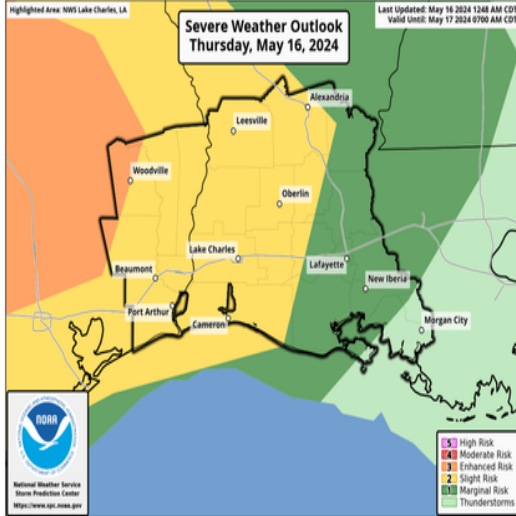 Highlighted Area: NWS Lake Charles, LA
Severe Weather Outlook
Thursday, May 16, 2024
Last Updated: May 16 2024 1248 AM CDT
Valid Until: May 17 2024 0700 AM CDT
Alexandria
Leesville
Woodville
Oberlin
Lake Charles
Lafayette
Beaumont
New Iberia
Port Arthur
Cameron
Morgan City
NOAA
National Weather Service
Storm Prediction Center
https://www.spc.noaa.gov
5 High Risk
4 Moderate Risk
3 Enhanced Risk
2 Slight Risk
1 Marginal Risk
Thunderstorms